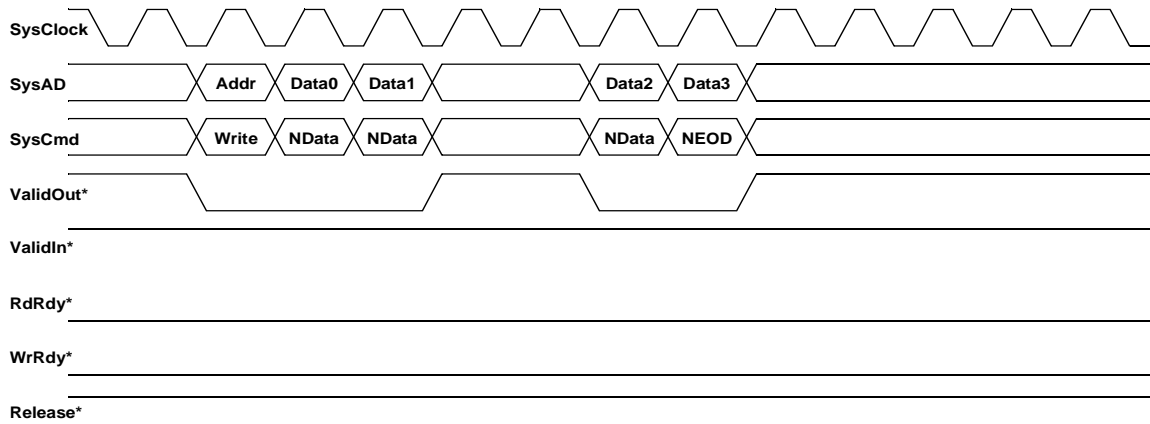 SysClock
SysAD Addr Data0 Data1 Data2 Data3
SysCmd Write NData NData NData NEOD
ValidOut*
ValidIn*
RdRdy*
WrRdy*
Release*